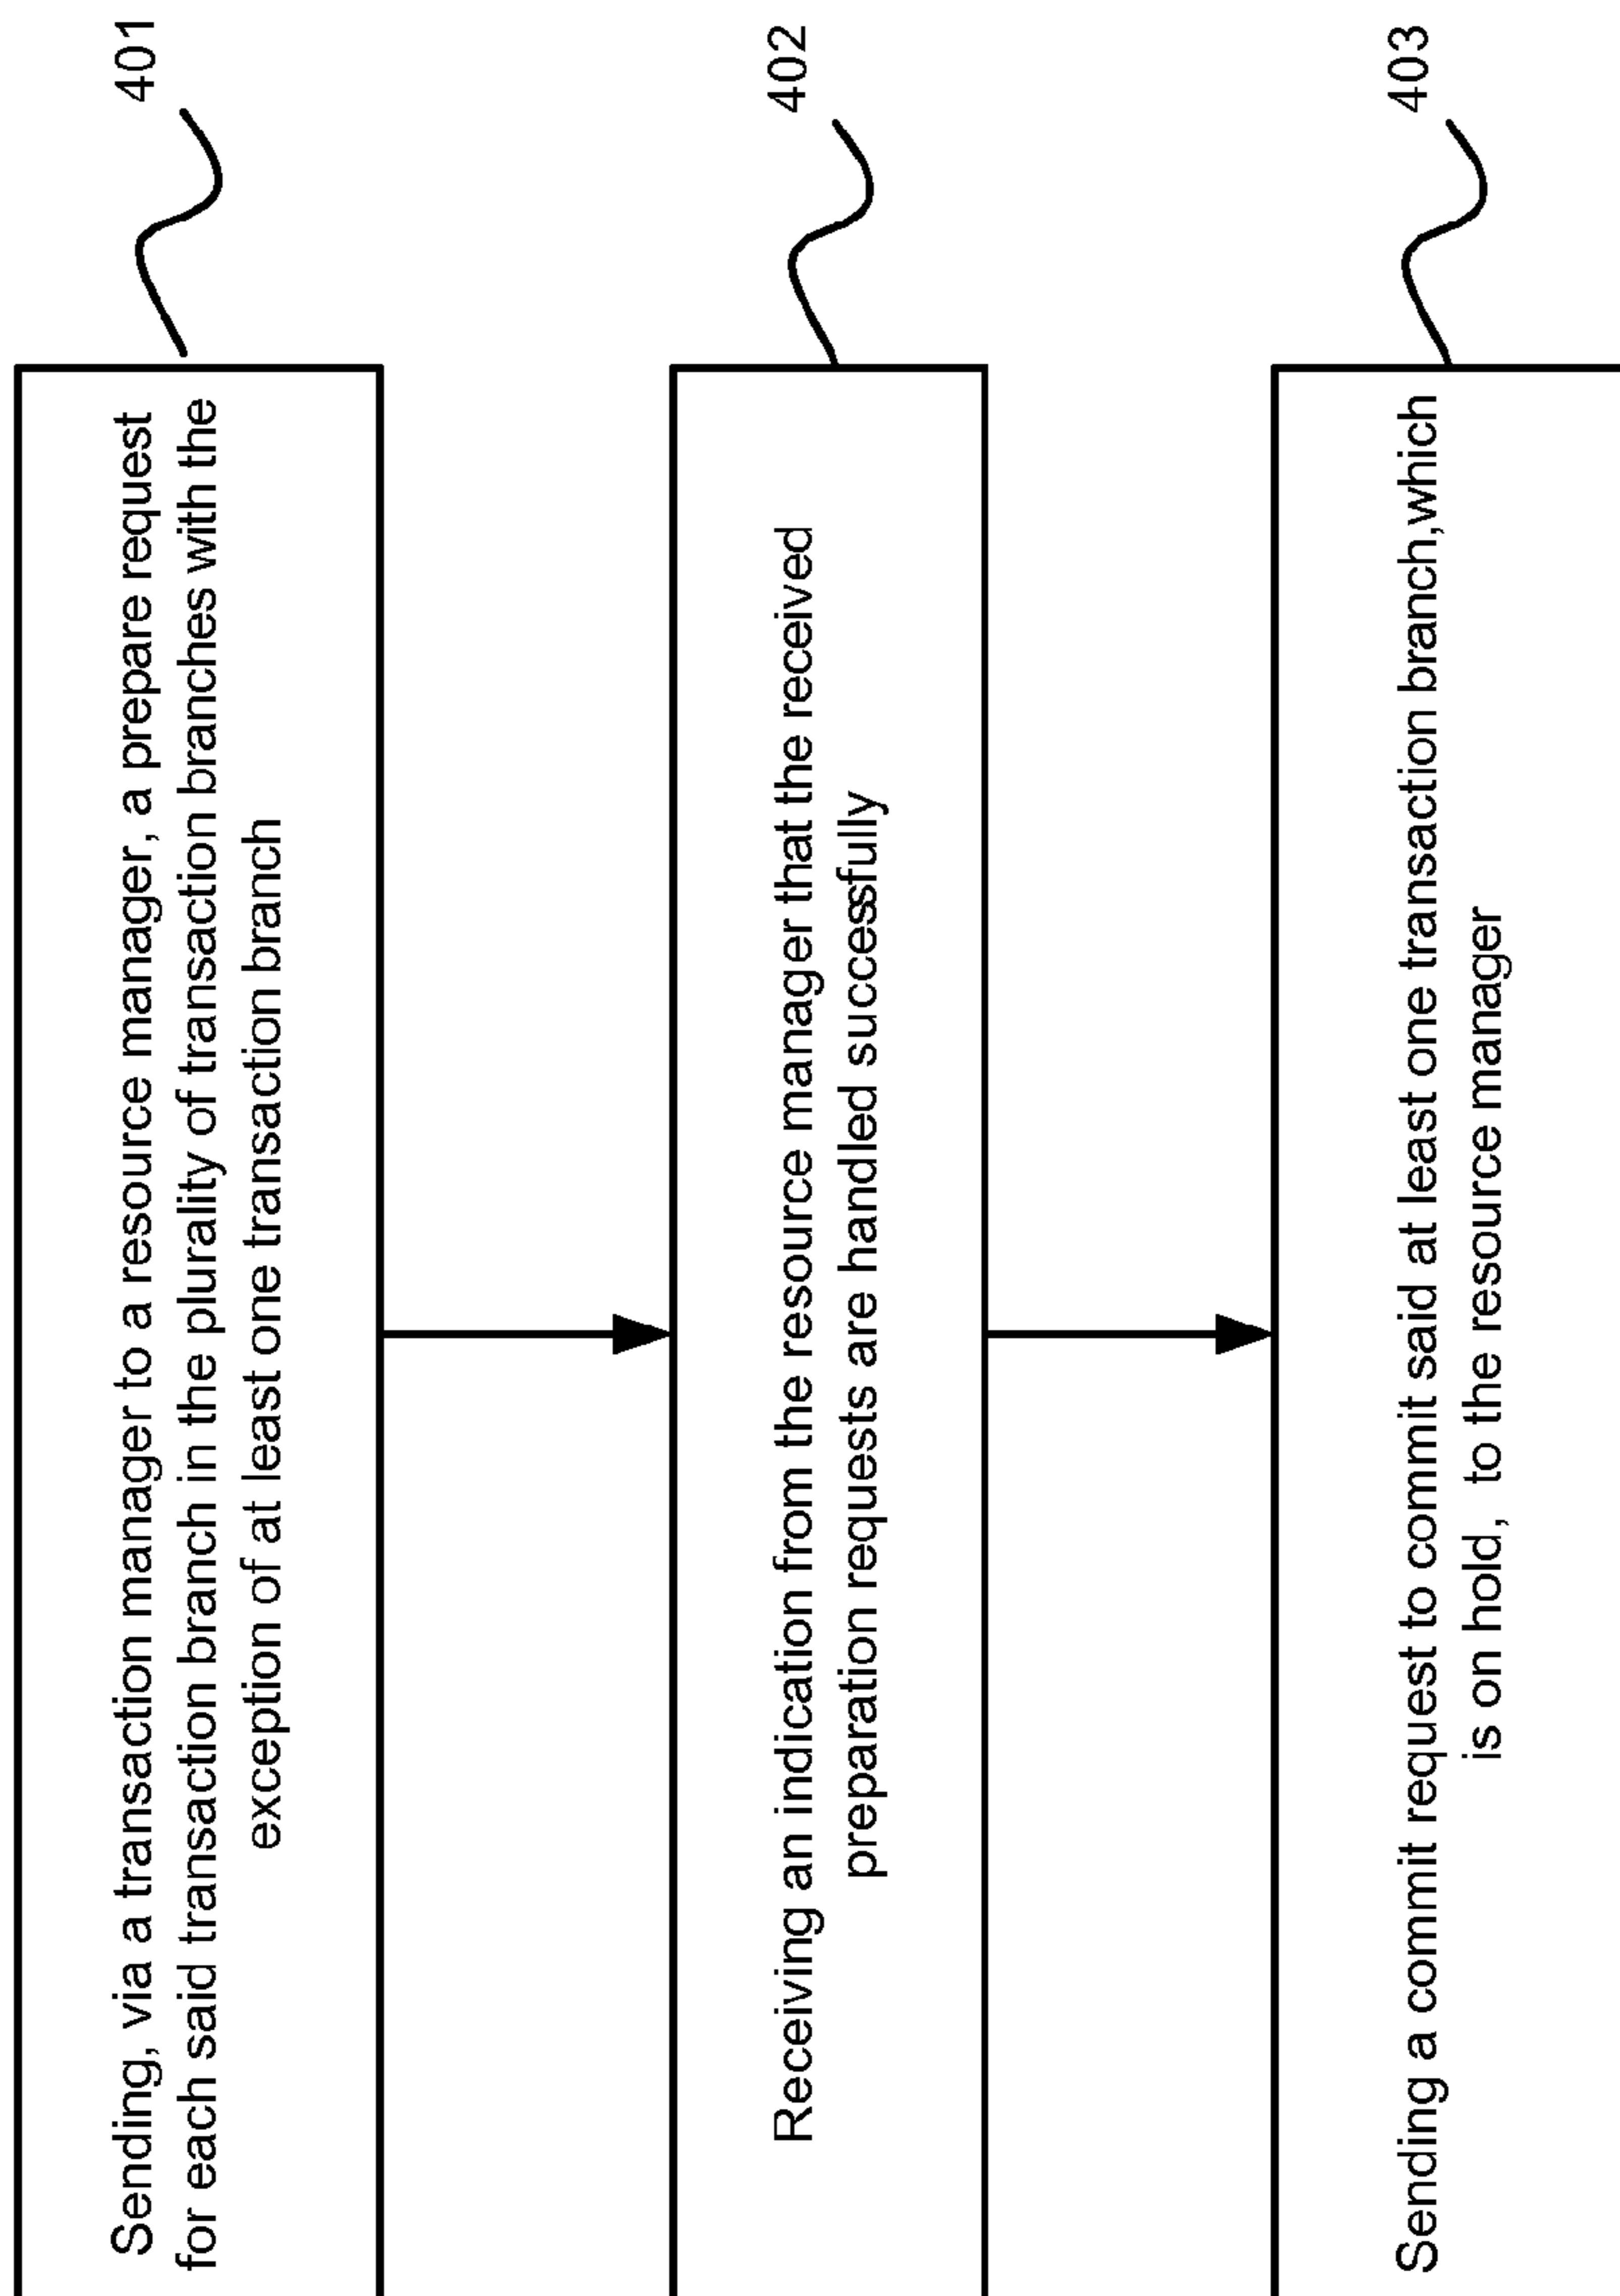 401
Sending, via a transaction manager to a resource manager, a prepare request
for each said transaction branch in the plurality of transaction branches with the
exception of at least one transaction branch
402
Receiving an indication from the resource manager that the received
preparation requests are handled successfully
403
Sending a commit request to commit said at least one transaction branch,which
is on hold, to the resource manager